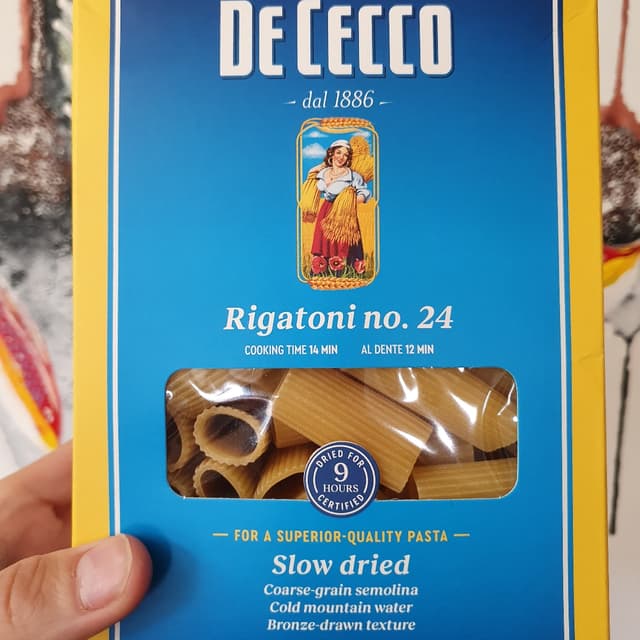 DE CECCO
dal 1886
Rigatoni no. 24
COOKING TIME 14 MIN AL DENTE 12 MIN
DRIED FOR
9
HOURS
CERTIFIED
FOR A SUPERIOR-QUALITY PASTA
Slow dried
Coarse-grain semolina
Cold mountain water
Bronze-drawn texture